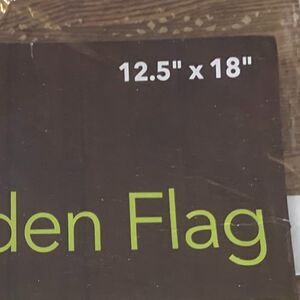 12.5" x 18"
den Flag